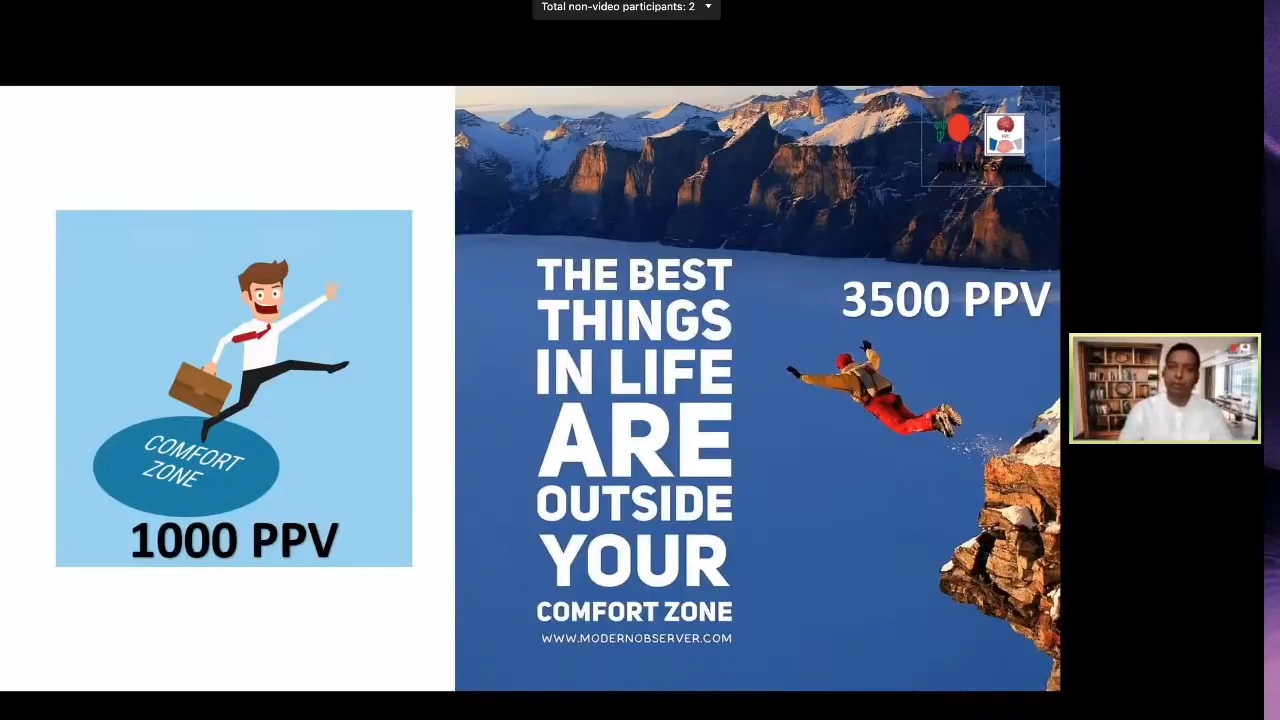 Total non-video participants: 2
COMFORT
ZONE
1000 PPV
THE BEST
THINGS
IN LIFE
ARE
OUTSIDE
YOUR
COMFORT ZONE
WWW.MODERNOBSERVER.COM
3500 PPV